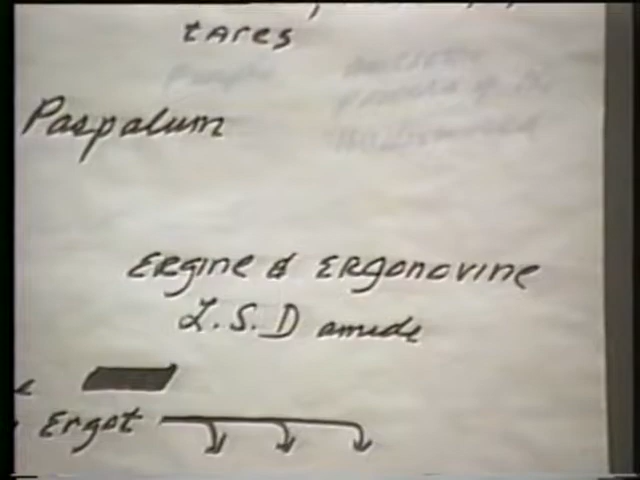 tares
Paspalum
Ergine & Ergonovine
L.S.D amide
Ergot